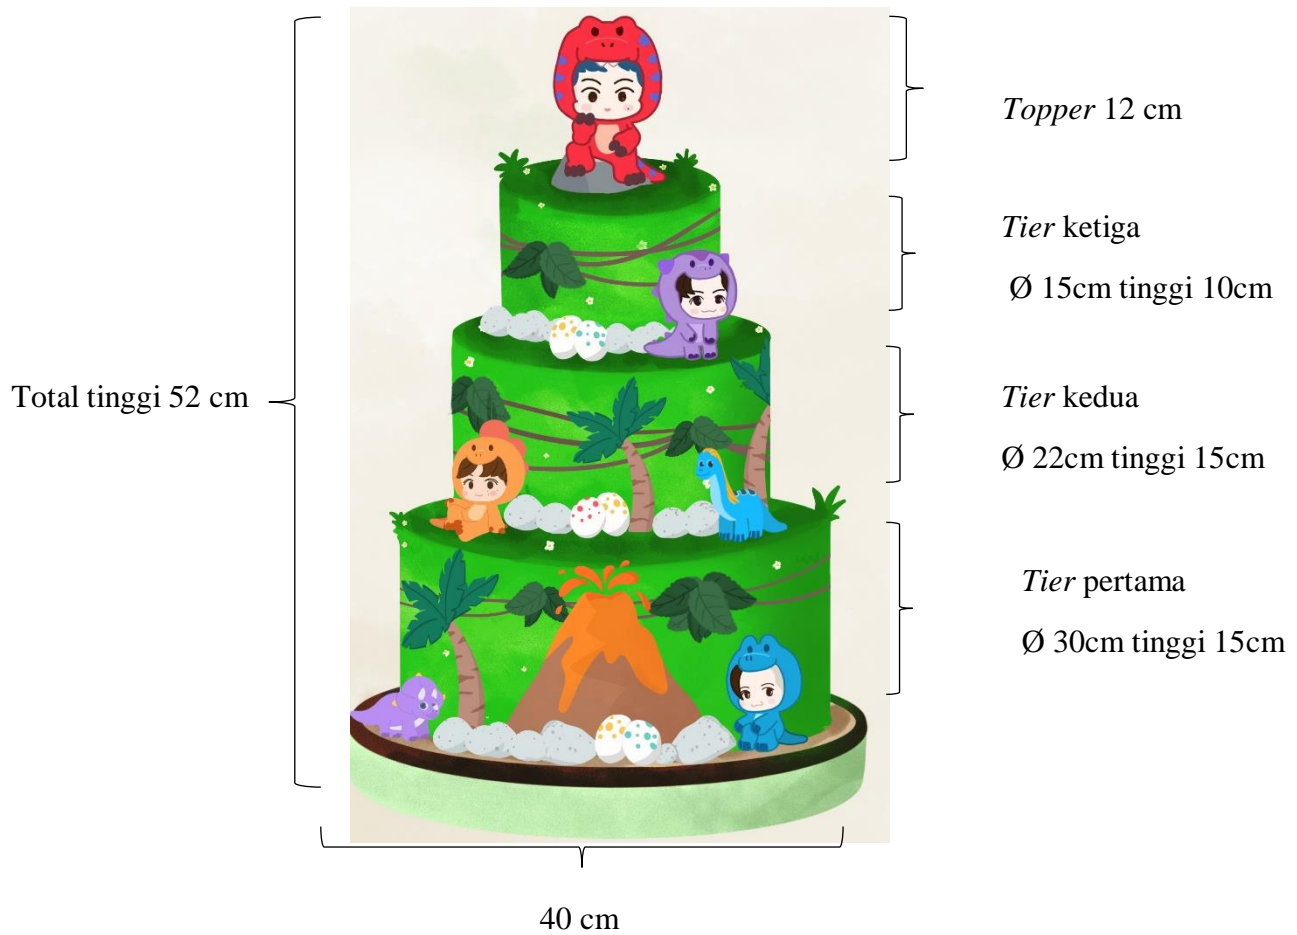 Topper 12 cm
Tier ketiga
Ø 15cm tinggi 10cm
Total tinggi 52 cm
Tier kedua
Ø 22cm tinggi 15cm
Tier pertama
Ø 30cm tinggi 15cm
40 cm